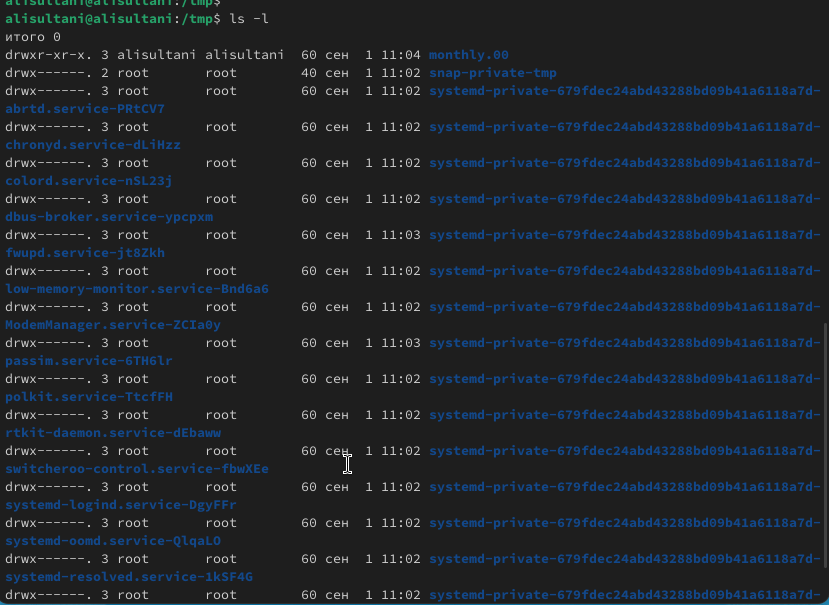 alisultani@alisultani:/tmp$
alisultani@alisultani:/tmp$ ls -l
итого 0
drwxr-xr-x. 3 alisultani alisultani  60 сен  1 11:04 monthly.00
drwx------. 2 root       root        40 сен  1 11:02 snap-private-tmp
drwx------. 3 root       root        60 сен  1 11:02 systemd-private-679fdec24abd43288bd09b41a6118a7d-
abrtd.service-PRtCV7
drwx------. 3 root       root        60 сен  1 11:02 systemd-private-679fdec24abd43288bd09b41a6118a7d-
chronyd.service-dLiHzz
drwx------. 3 root       root        60 сен  1 11:02 systemd-private-679fdec24abd43288bd09b41a6118a7d-
colord.service-nSL23j
drwx------. 3 root       root        60 сен  1 11:02 systemd-private-679fdec24abd43288bd09b41a6118a7d-
dbus-broker.service-ypcpxm
drwx------. 3 root       root        60 сен  1 11:03 systemd-private-679fdec24abd43288bd09b41a6118a7d-
fwupd.service-jt8Zkh
drwx------. 3 root       root        60 сен  1 11:02 systemd-private-679fdec24abd43288bd09b41a6118a7d-
low-memory-monitor.service-Bnd6a6
drwx------. 3 root       root        60 сен  1 11:02 systemd-private-679fdec24abd43288bd09b41a6118a7d-
ModemManager.service-ZCIa0y
drwx------. 3 root       root        60 сен  1 11:03 systemd-private-679fdec24abd43288bd09b41a6118a7d-
passim.service-6TH6lr
drwx------. 3 root       root        60 сен  1 11:02 systemd-private-679fdec24abd43288bd09b41a6118a7d-
polkit.service-TtcfFH
drwx------. 3 root       root        60 сен  1 11:02 systemd-private-679fdec24abd43288bd09b41a6118a7d-
rtkit-daemon.service-dEbaww
drwx------. 3 root       root        60 сен  1 11:02 systemd-private-679fdec24abd43288bd09b41a6118a7d-
switcheroo-control.service-fbwXEe
drwx------. 3 root       root        60 сен  1 11:02 systemd-private-679fdec24abd43288bd09b41a6118a7d-
systemd-logind.service-DgyFFr
drwx------. 3 root       root        60 сен  1 11:02 systemd-private-679fdec24abd43288bd09b41a6118a7d-
systemd-oomd.service-QlqaLO
drwx------. 3 root       root        60 сен  1 11:02 systemd-private-679fdec24abd43288bd09b41a6118a7d-
systemd-resolved.service-1kSF4G
drwx------. 3 root       root        60 сен  1 11:02 systemd-private-679fdec24abd43288bd09b41a6118a7d-